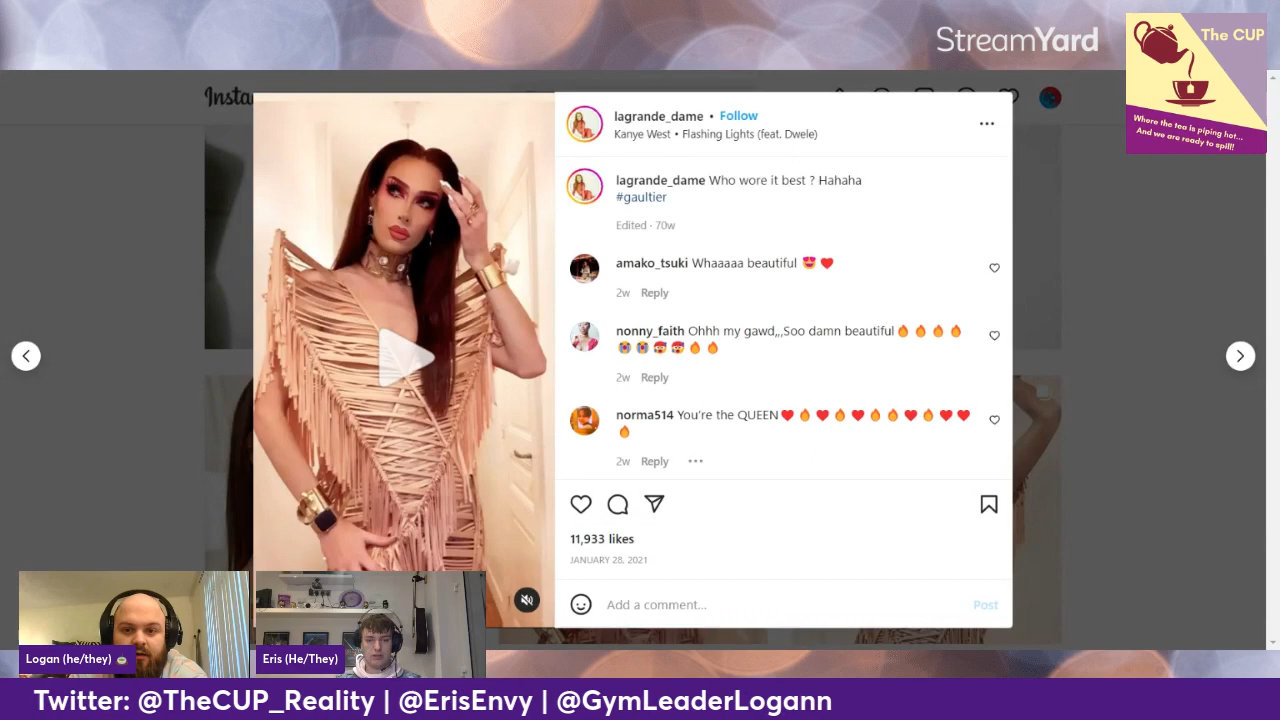 StreamYard
The CUP
Where the tea is piping hot...
And we are ready to spill!
Insta
lagrande_dame • Follow
Kanye West • Flashing Lights (feat. Dwele)
lagrande_dame Who wore it best ? Hahaha
#gaultier
Edited · 70w
amako_tsuki Whaaaaa beautiful 😍 ❤️
2w Reply
nonny_faith Ohhh my gawd,,,Soo damn beautiful🔥 🔥 🔥 🔥
😭 😭 🥰 🥰 🔥 🔥
2w Reply
norma514 You're the QUEEN❤️ 🔥 ❤️ 🔥 ❤️ 🔥 🔥 ❤️ 🔥 ❤️ ❤️
🔥
2w Reply •••
11,933 likes
JANUARY 28, 2021
Add a comment... Post
Logan (he/they)
Eris (He/They)
Twitter: @TheCUP_Reality | @ErisEnvy | @GymLeaderLogann